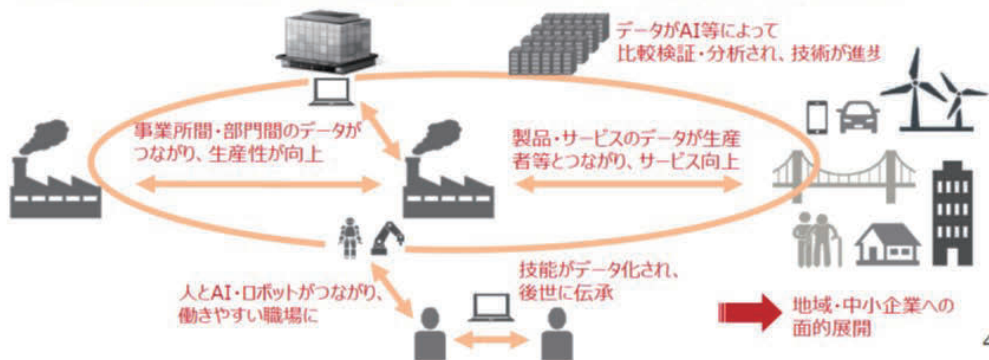 データがAI等によって
比較検証・分析され、技術が進歩
事業所間・部門間のデータが
つながり、生産性が向上
製品・サービスのデータが生産
者等とつながり、サービス向上
人とAI・ロボットがつながり、
働きやすい職場に
技能がデータ化され、
後世に伝承
地域・中小企業への
面的展開
4